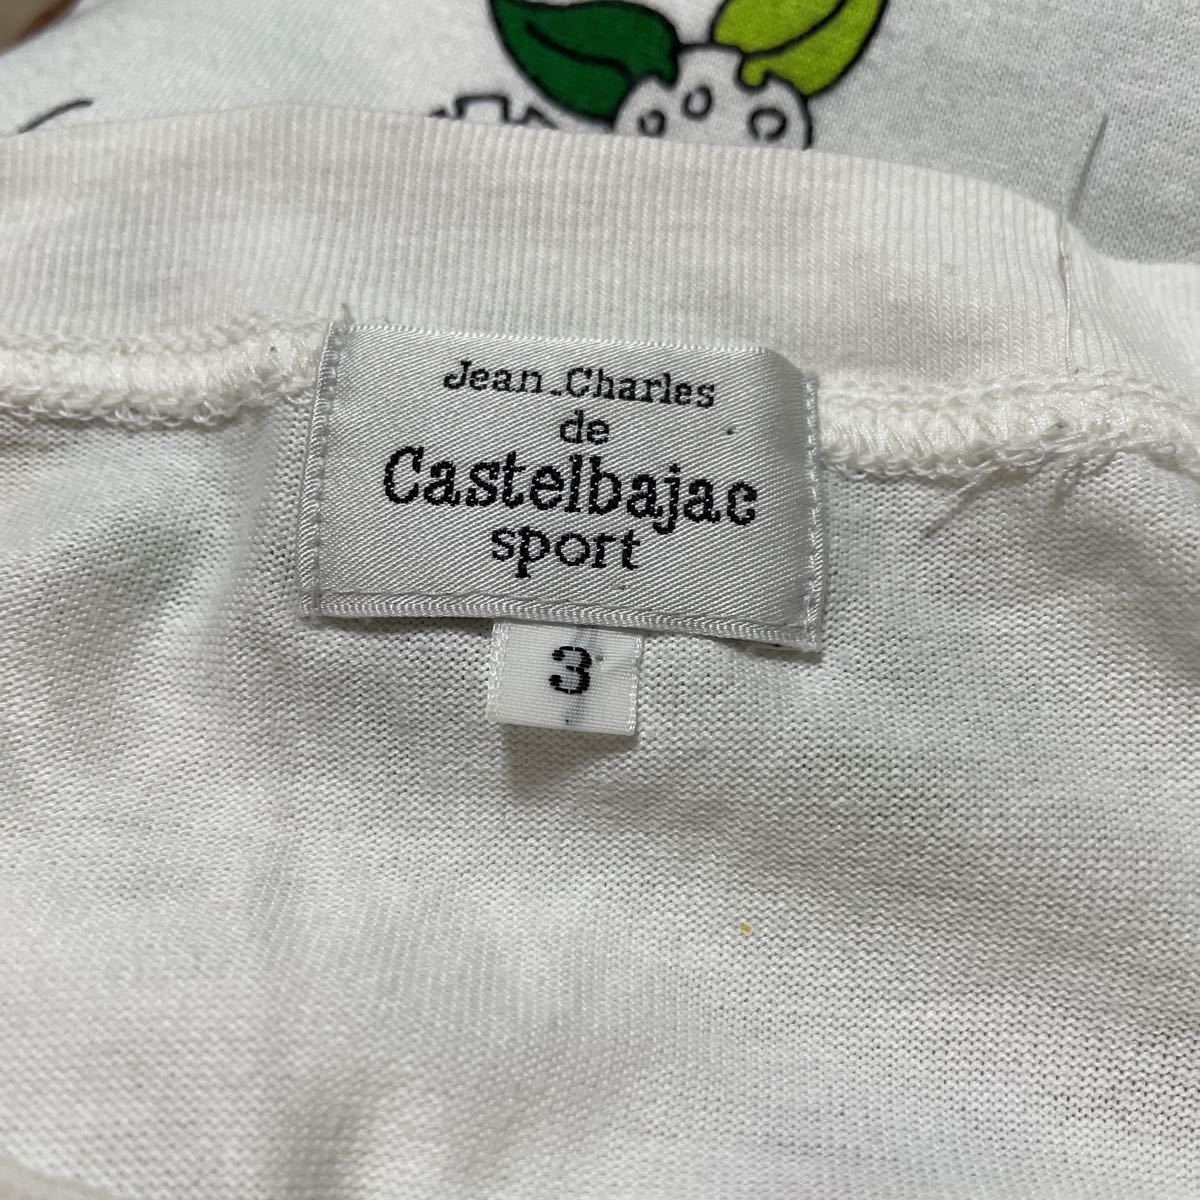 Jean.Charles
de
Castelbajac
sport
3